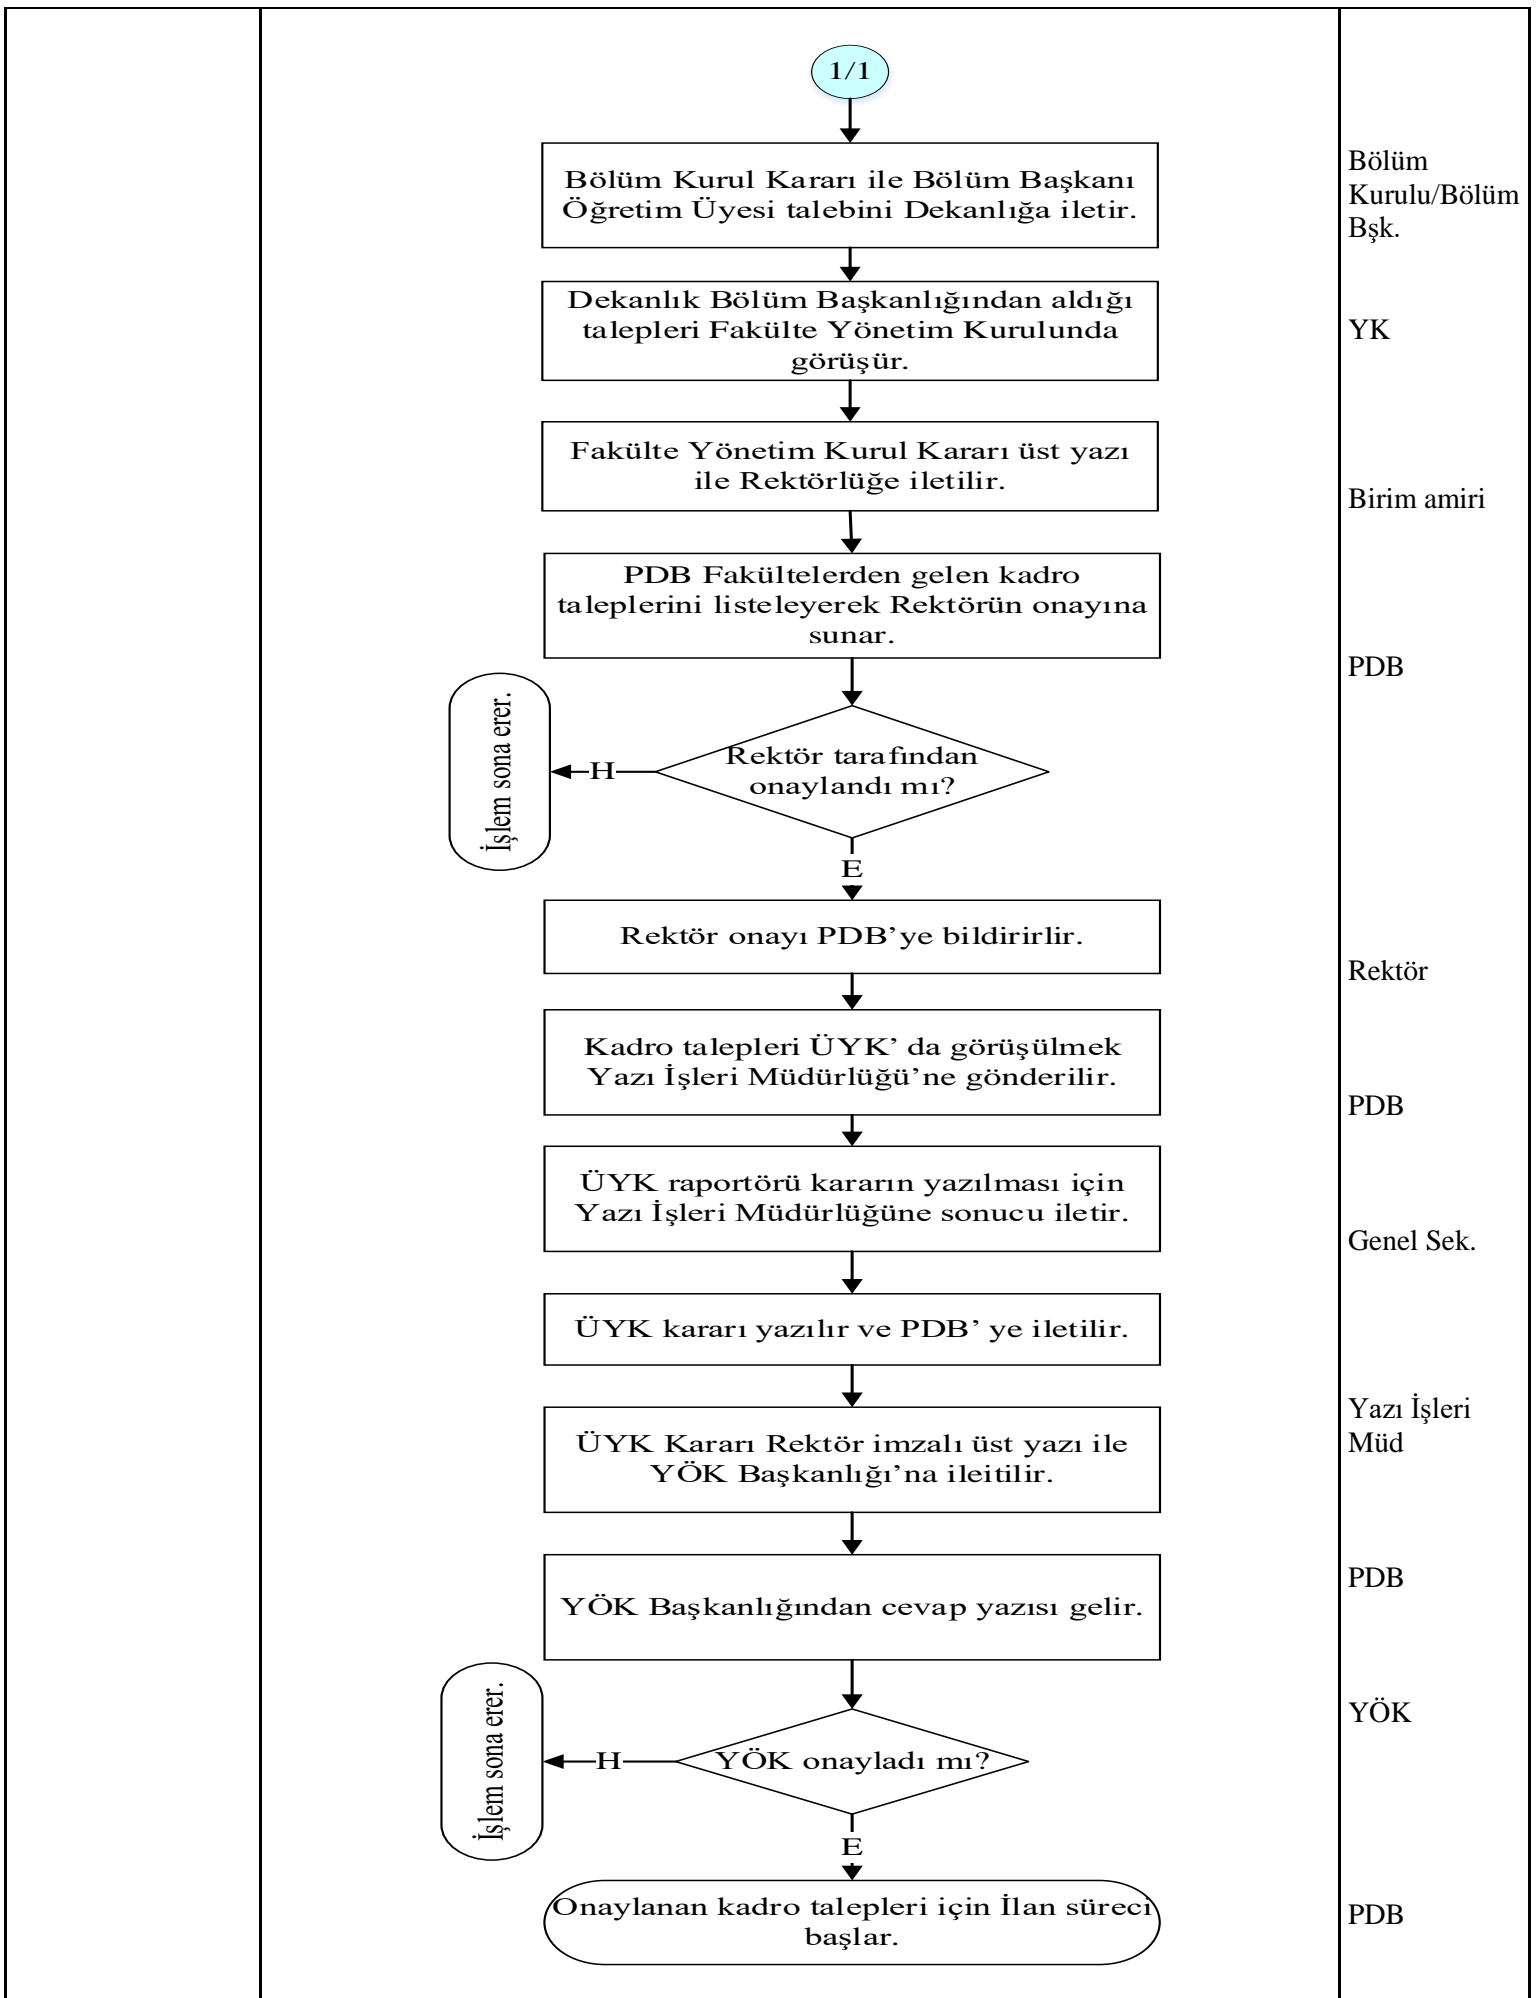 1/1
Bölüm Kurul Kararı ile Bölüm Başkanı
Öğretim Üyesi talebini Dekanlığa iletir.
Bölüm
Kurulu/Bölüm
Bşk.
Dekanlık Bölüm Başkanlığından aldığı
talepleri Fakülte Yönetim Kurulunda
görüşür.
YK
Fakülte Yönetim Kurul Kararı üst yazı
ile Rektörlüğe iletilir.
Birim amiri
PDB Fakültelerden gelen kadro
taleplerini listeleyerek Rektörün onayına
sunar.
PDB
Rektör tarafından
onaylandı mı?
H
İşlem sona erer.
E
Rektör onayı PDB’ye bildirirlir.
Rektör
Kadro talepleri ÜYK’ da görüşülmek
Yazı İşleri Müdürlüğü’ne gönderilir.
PDB
ÜYK raportörü kararın yazılması için
Yazı İşleri Müdürlüğüne sonucu iletir.
Genel Sek.
ÜYK kararı yazılır ve PDB’ ye iletilir.
Yazı İşleri
Müd
ÜYK Kararı Rektör imzalı üst yazı ile
YÖK Başkanlığı’na ileitilir.
PDB
YÖK Başkanlığından cevap yazısı gelir.
YÖK
YÖK onayladı mı?
H
İşlem sona erer.
E
Onaylanan kadro talepleri için İlan süreci
başlar.
PDB